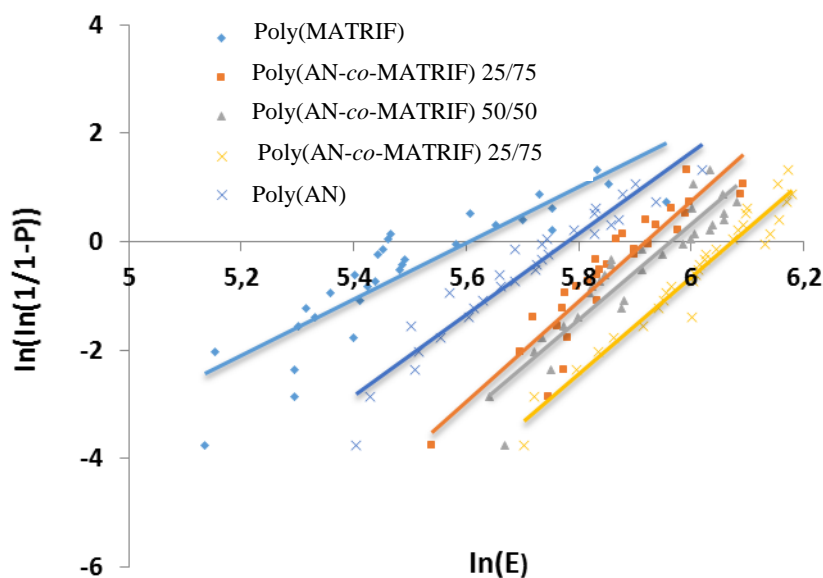 4
Poly(MATRIF)
Poly(AN-co-MATRIF) 25/75
2
Poly(AN-co-MATRIF) 50/50
Poly(AN-co-MATRIF) 25/75
Poly(AN)
0
5 5,2 5,4 5,6 5,8 6 6,2
-2
-4
-6
ln(E)
ln(ln(1/1-P))